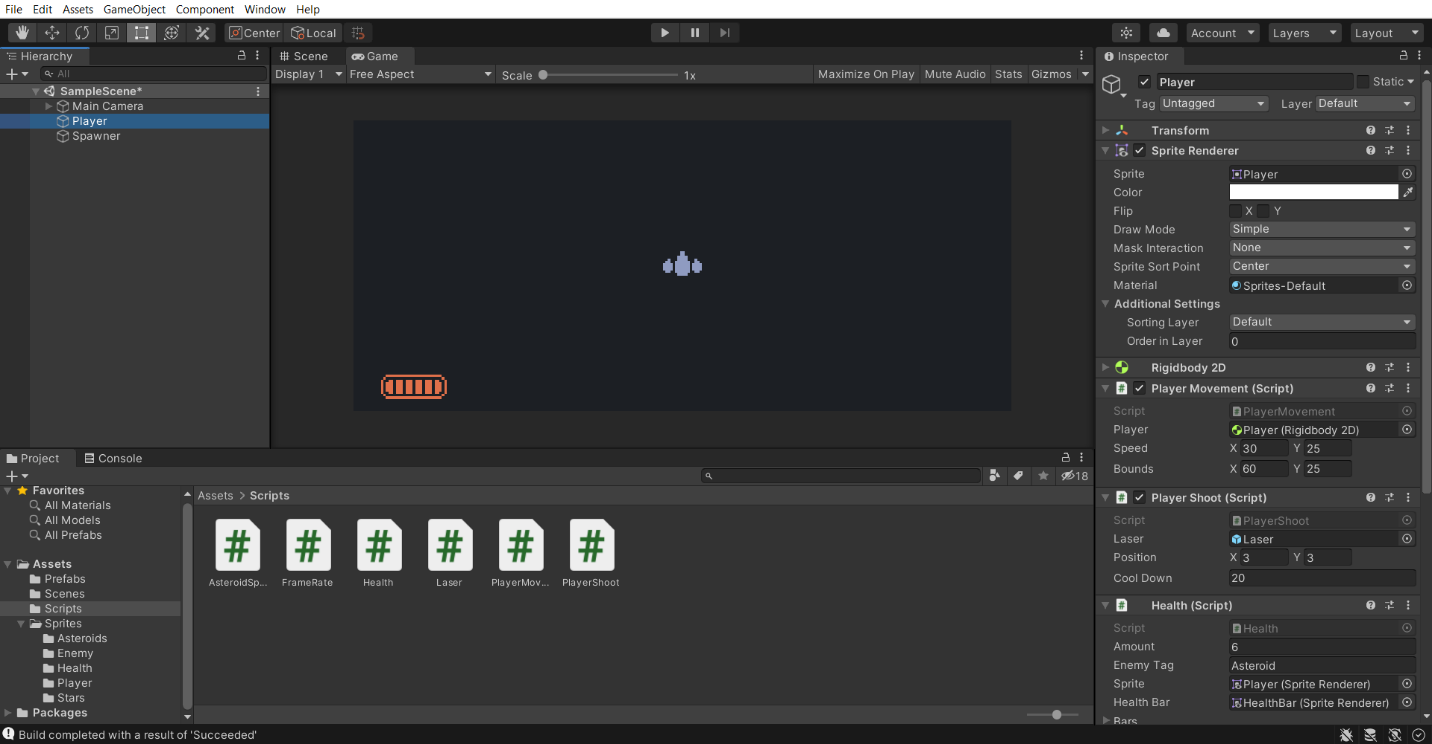 File Edit Assets GameObject Component Window Help
Center Local Account Layers Layout
Hierarchy
All
SampleScene*
Main Camera
Player
Spawner
Scene Game
Display 1 Free Aspect Scale 1x Maximize On Play Mute Audio Stats Gizmos
Inspector
Player Static
Tag Untagged Layer Default
Transform
Sprite Renderer
Sprite Player
Color
Flip X Y
Draw Mode Simple
Mask Interaction None
Sprite Sort Point Center
Material Sprites-Default
Additional Settings
Sorting Layer Default
Order in Layer 0
Rigidbody 2D
# Player Movement (Script)
Script PlayerMovement
Player Player (Rigidbody 2D)
Speed X 30 Y 25
Bounds X 60 Y 25
# Player Shoot (Script)
Script PlayerShoot
Laser Laser
Position X 3 Y 3
Cool Down 20
# Health (Script)
Script Health
Amount 6
Enemy Tag Asteroid
Sprite Player (Sprite Renderer)
Health Bar HealthBar (Sprite Renderer)
Bars
Project Console
18
Favorites
All Materials
All Models
All Prefabs
Assets
Prefabs
Scenes
Scripts
Sprites
Asteroids
Enemy
Health
Player
Stars
Packages
Assets > Scripts
# # # # # #
AsteroidSp... FrameRate Health Laser PlayerMov... PlayerShoot
Build completed with a result of 'Succeeded'